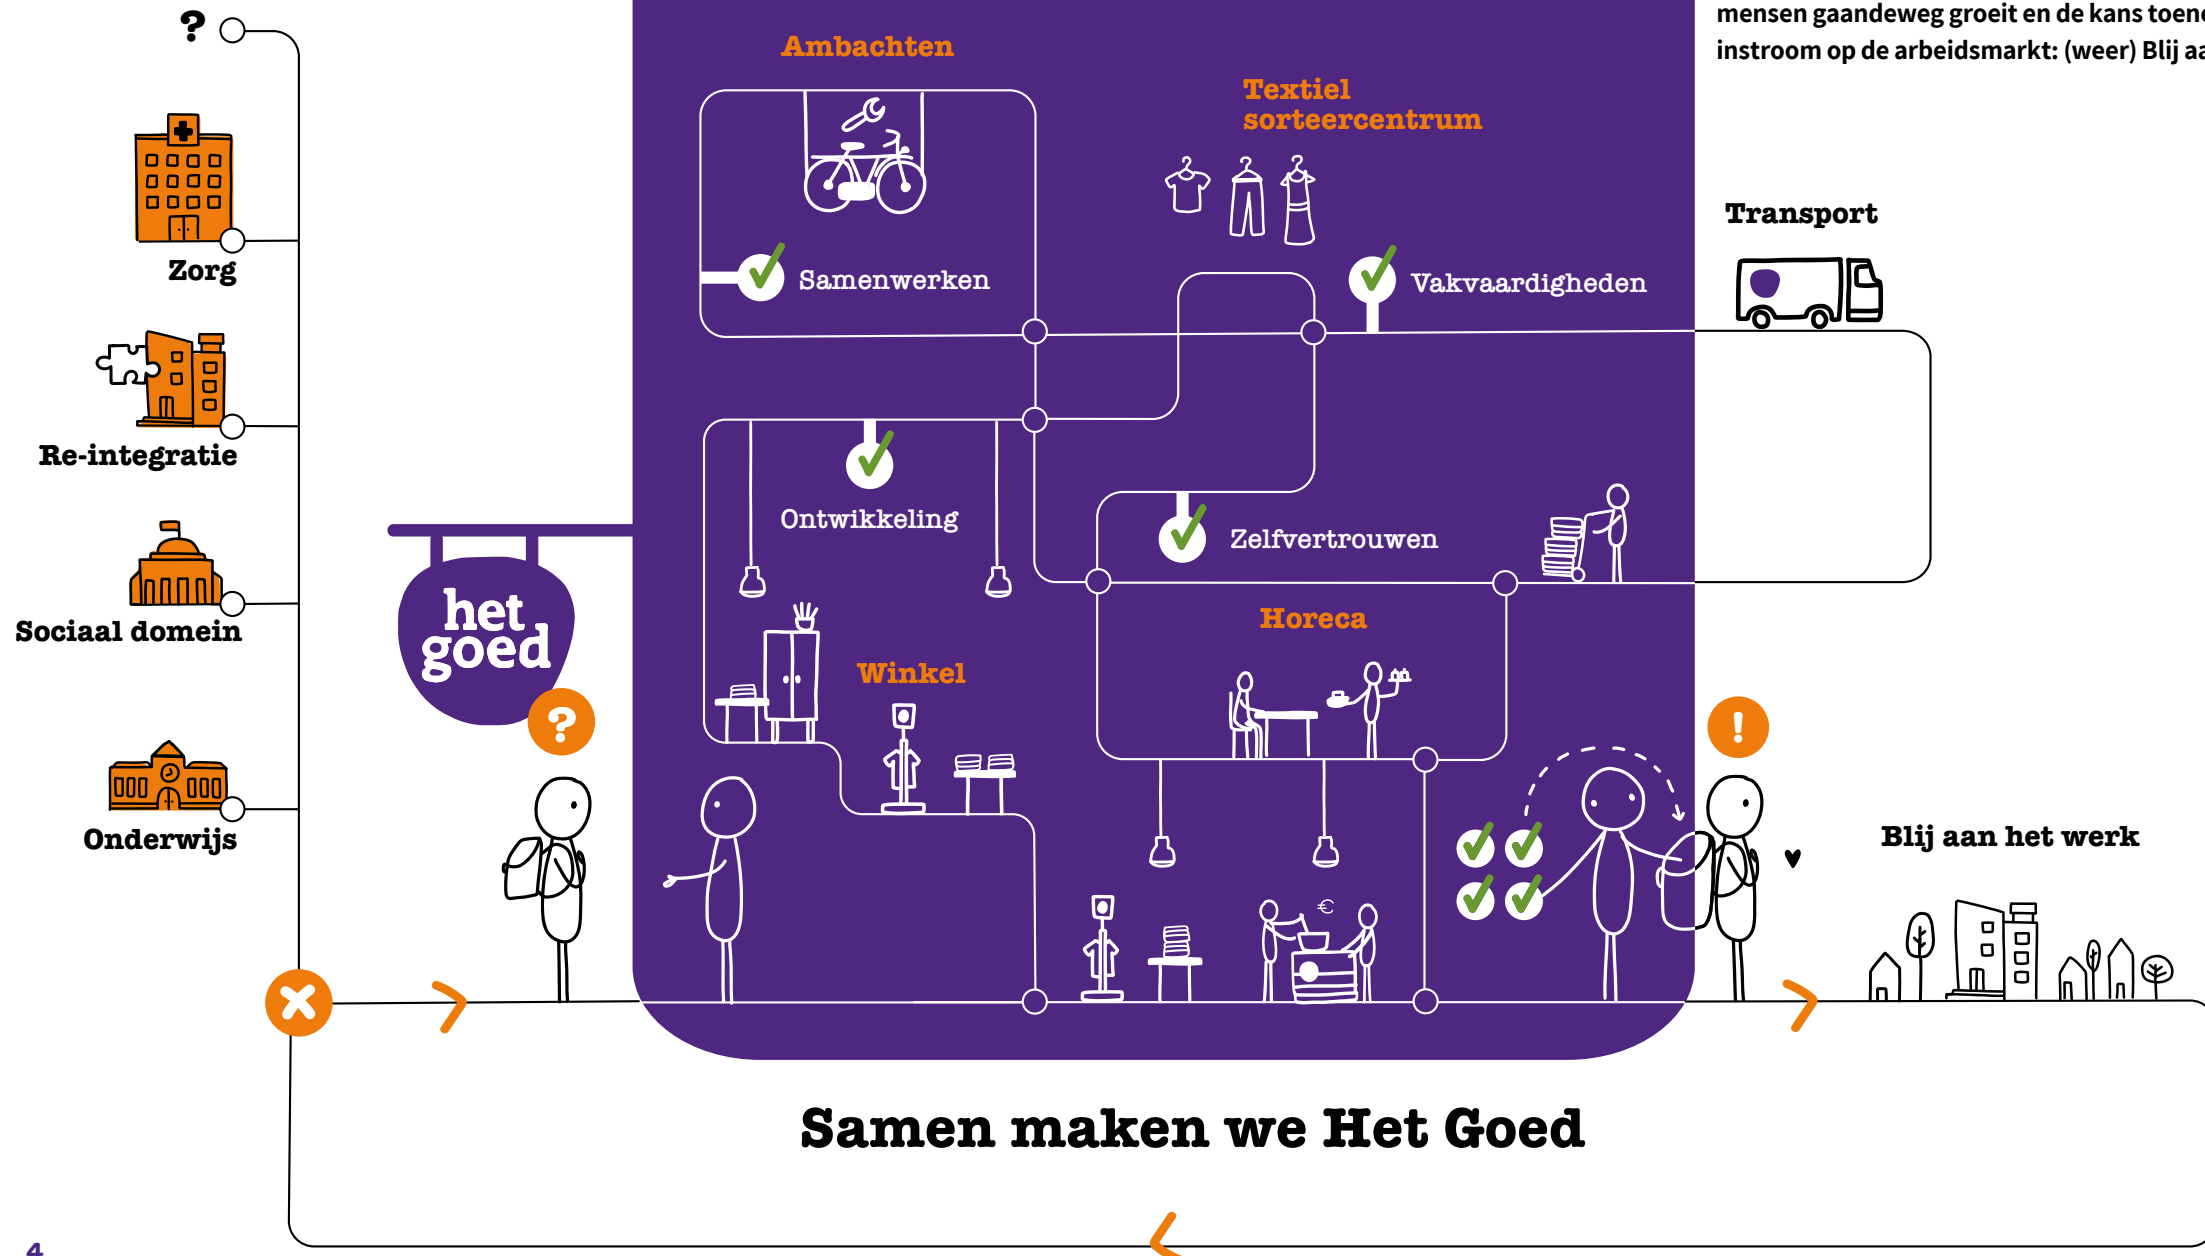 ?
Zorg
Re-integratie
Sociaal domein
Onderwijs
het
goed
?
Ambachten
Samenwerken
Textiel
sorteercentrum
Vakvaardigheden
Ontwikkeling
Zelfvertrouwen
Winkel
Horeca
€
mensen gaandeweg groeit en de kans
instroom op de arbeidsmarkt: (weer) Blij
Transport
!
Blij aan het werk
Samen maken we Het Goed
4